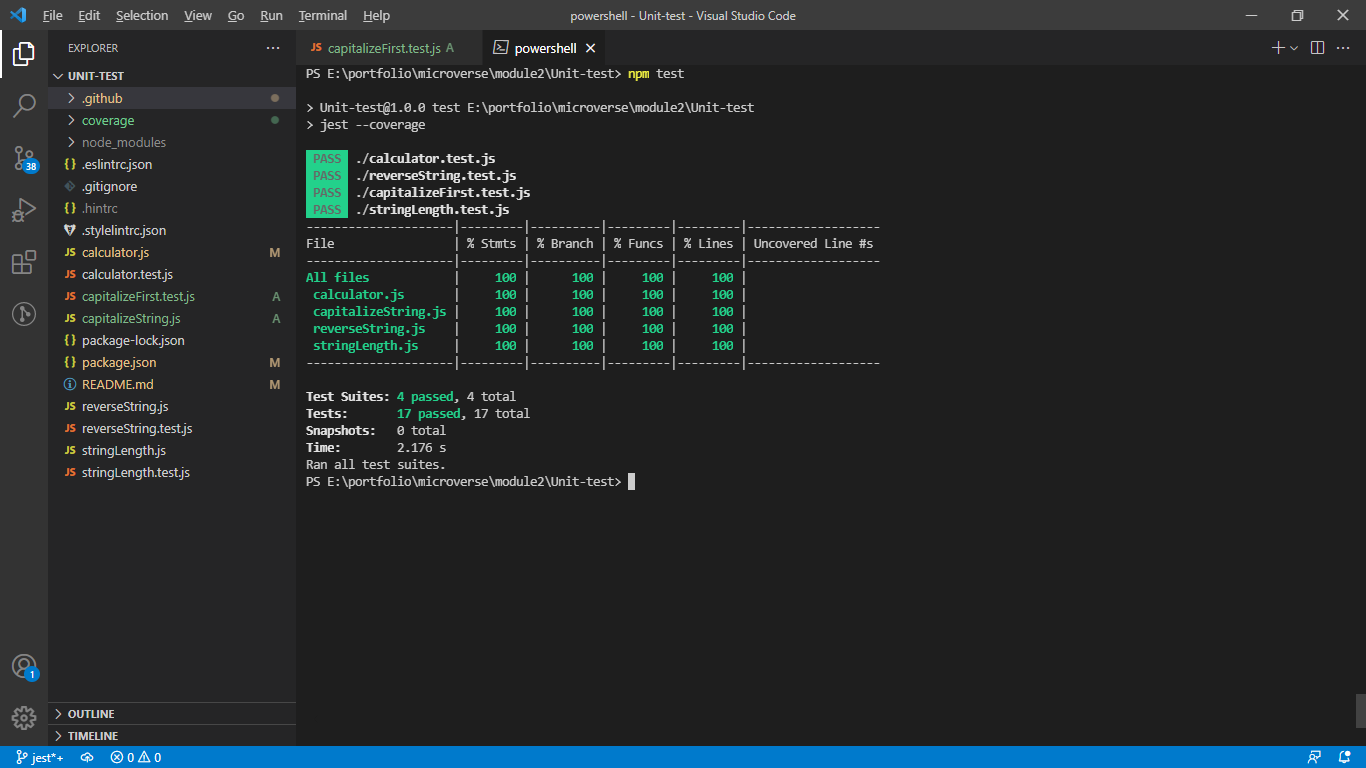 File Edit Selection View Go Run Terminal Help
powershell - Unit-test - Visual Studio Code
EXPLORER
UNIT-TEST
.github
coverage
node_modules
{} .eslintrc.json
.gitignore
{} .hintrc
.stylelintrc.json
JS calculator.js M
JS calculator.test.js
JS capitalizeFirst.test.js A
JS capitalizeString.js A
{} package-lock.json
{} package.json M
README.md M
JS reverseString.js
JS reverseString.test.js
JS stringLength.js
JS stringLength.test.js
OUTLINE
TIMELINE
38
1
JS capitalizeFirst.test.js A
powershell
PS E:\portfolio\microverse\module2\Unit-test> npm test
> Unit-test@1.0.0 test E:\portfolio\microverse\module2\Unit-test
> jest --coverage
PASS ./calculator.test.js
PASS ./reverseString.test.js
PASS ./capitalizeFirst.test.js
PASS ./stringLength.test.js
---------------------|---------|----------|---------|---------|-------------------
File                 | % Stmts | % Branch | % Funcs | % Lines | Uncovered Line #s
---------------------|---------|----------|---------|---------|-------------------
All files            |     100 |      100 |     100 |     100 |
 calculator.js       |     100 |      100 |     100 |     100 |
 capitalizeString.js |     100 |      100 |     100 |     100 |
 reverseString.js    |     100 |      100 |     100 |     100 |
 stringLength.js     |     100 |      100 |     100 |     100 |
---------------------|---------|----------|---------|---------|-------------------
Test Suites: 4 passed, 4 total
Tests:       17 passed, 17 total
Snapshots:   0 total
Time:        2.176 s
Ran all test suites.
PS E:\portfolio\microverse\module2\Unit-test>
jest*+ 0 0